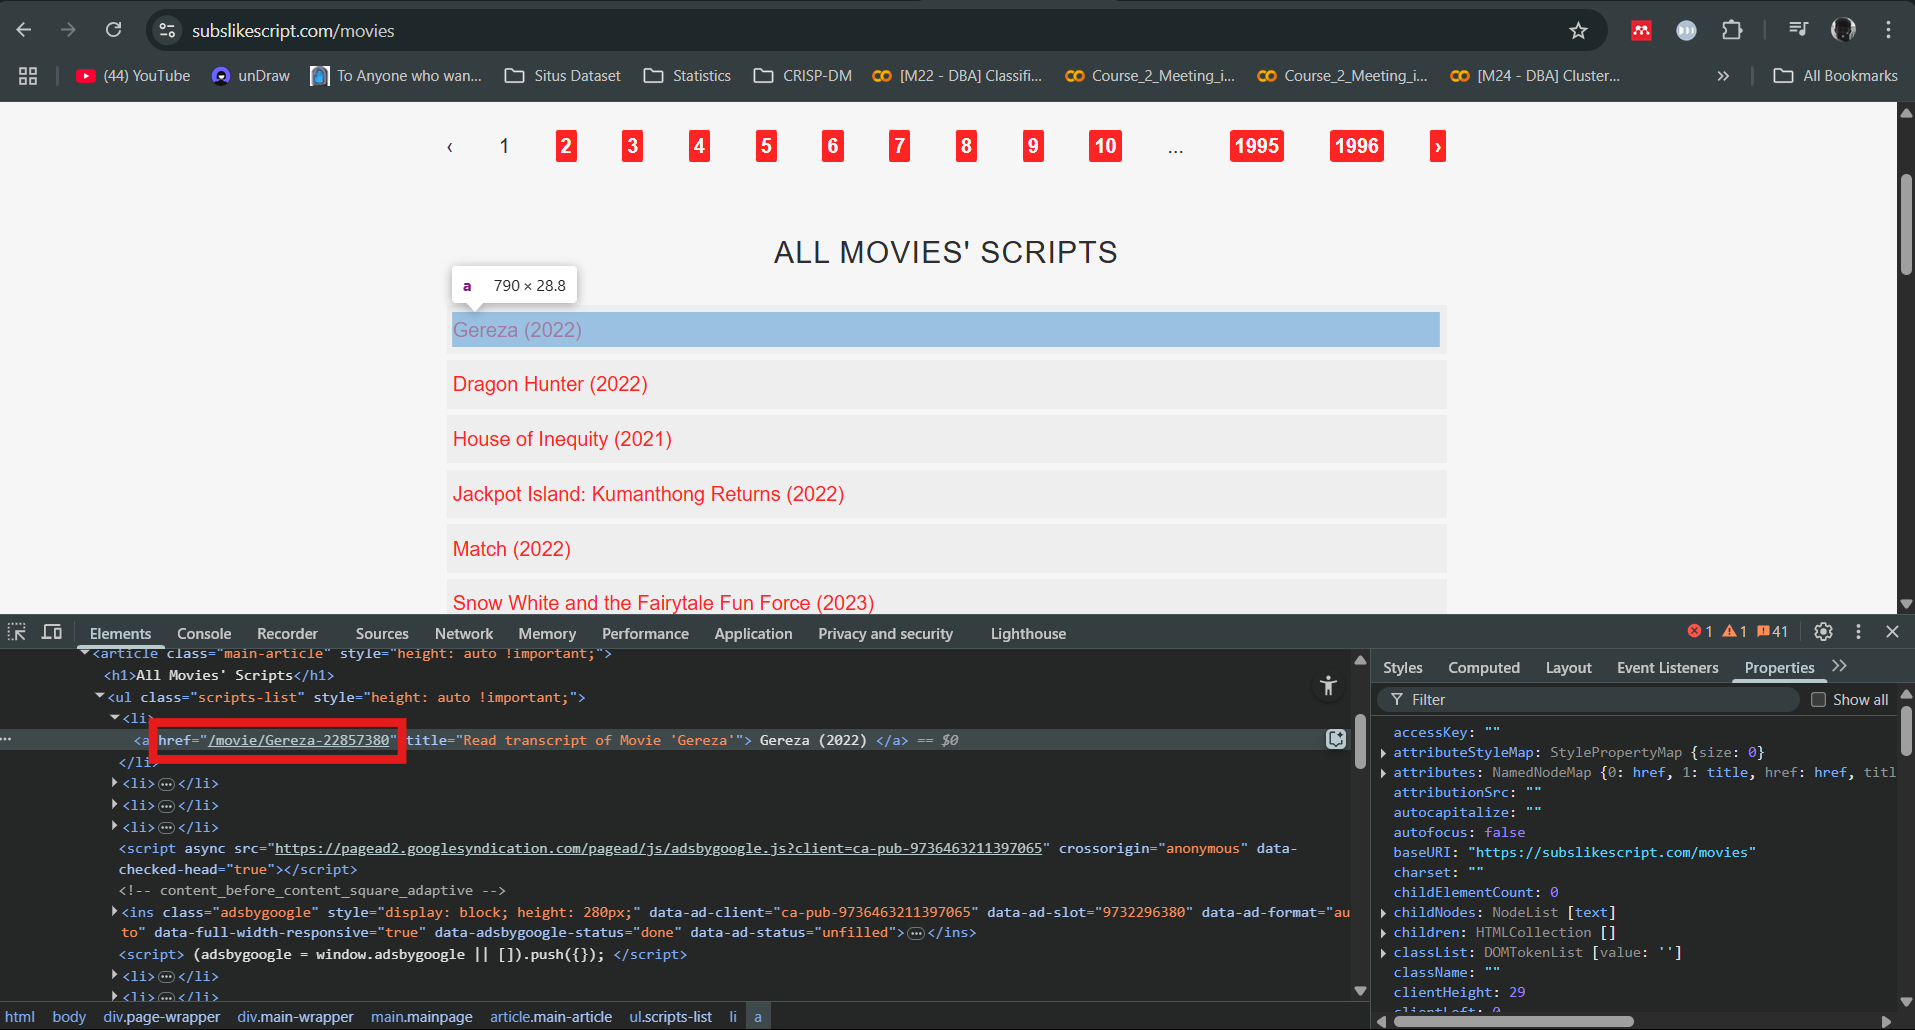 subslikescript.com/movies
(44) YouTube unDraw To Anyone who wan... Situs Dataset Statistics CRISP-DM [M22 - DBA] Classifi... Course_2_Meeting_i... Course_2_Meeting_i... [M24 - DBA] Cluster... » All Bookmarks
‹ 1 2 3 4 5 6 7 8 9 10 ... 1995 1996 ›
ALL MOVIES' SCRIPTS
a 790 × 28.8
Gereza (2022)
Dragon Hunter (2022)
House of Inequity (2021)
Jackpot Island: Kumanthong Returns (2022)
Match (2022)
Snow White and the Fairytale Fun Force (2023)
Elements Console Recorder Sources Network Memory Performance Application Privacy and security Lighthouse 1 1 41
<article class="main-article" style="height: auto !important;">
<h1>All Movies' Scripts</h1>
<ul class="scripts-list" style="height: auto !important;">
<li>
<a href="/movie/Gereza-22857380" title="Read transcript of Movie 'Gereza'"> Gereza (2022) </a> == $0
</li>
<li>…</li>
<li>…</li>
<li>…</li>
<script async src="https://pagead2.googlesyndication.com/pagead/js/adsbygoogle.js?client=ca-pub-9736463211397065" crossorigin="anonymous" data-
checked-head="true"></script>
<!-- content_before_content_square_adaptive -->
<ins class="adsbygoogle" style="display: block; height: 280px;" data-ad-client="ca-pub-9736463211397065" data-ad-slot="9732296380" data-ad-format="au
to" data-full-width-responsive="true" data-adsbygoogle-status="done" data-ad-status="unfilled">…</ins>
<script> (adsbygoogle = window.adsbygoogle || []).push({}); </script>
<li>…</li>
<li>…</li>
html body div.page-wrapper div.main-wrapper main.mainpage article.main-article ul.scripts-list li a
Styles Computed Layout Event Listeners Properties »
Filter Show all
accessKey: ""
attributeStyleMap: StylePropertyMap {size: 0}
attributes: NamedNodeMap {0: href, 1: title, href: href, titl
attributionSrc: ""
autocapitalize: ""
autofocus: false
baseURI: "https://subslikescript.com/movies"
charset: ""
childElementCount: 0
childNodes: NodeList [text]
children: HTMLCollection []
classList: DOMTokenList [value: '']
className: ""
clientHeight: 29
clientLeft: 0